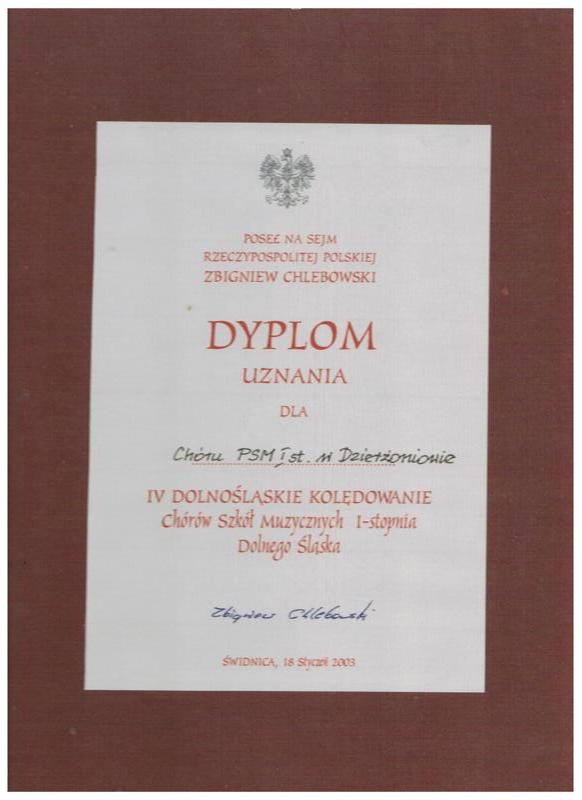 POSEŁ NA SEJM
RZECZYPOSPOLITEJ POLSKIEJ
ZBIGNIEW CHLEBOWSKI
DYPLOM
UZNANIA
DLA
Chóru PSM I st. w Dzierżoniowie
IV DOLNOŚLĄSKIE KOLĘDOWANIE
Chórów Szkół Muzycznych I-stopnia
Dolnego Śląska
Zbigniew Chlebowski
ŚWIDNICA, 18 Styczeń 2003